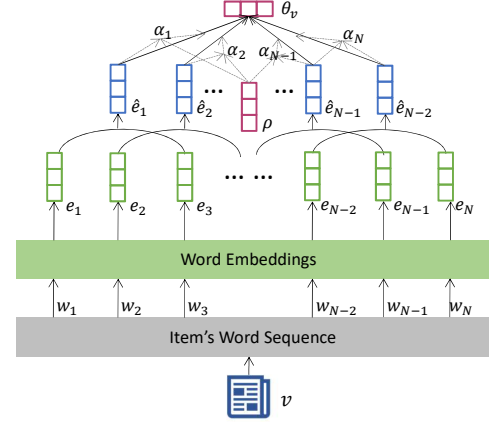 θ_v
α_1 α_2 α_{N−1} α_N
... ...
ê_1 ê_2 ρ ê_{N−1} ê_{N−2}
... ...
e_1 e_2 e_3 e_{N−2} e_{N−1} e_N
Word Embeddings
w_1 w_2 w_3 w_{N−2} w_{N−1} w_N
Item's Word Sequence
v